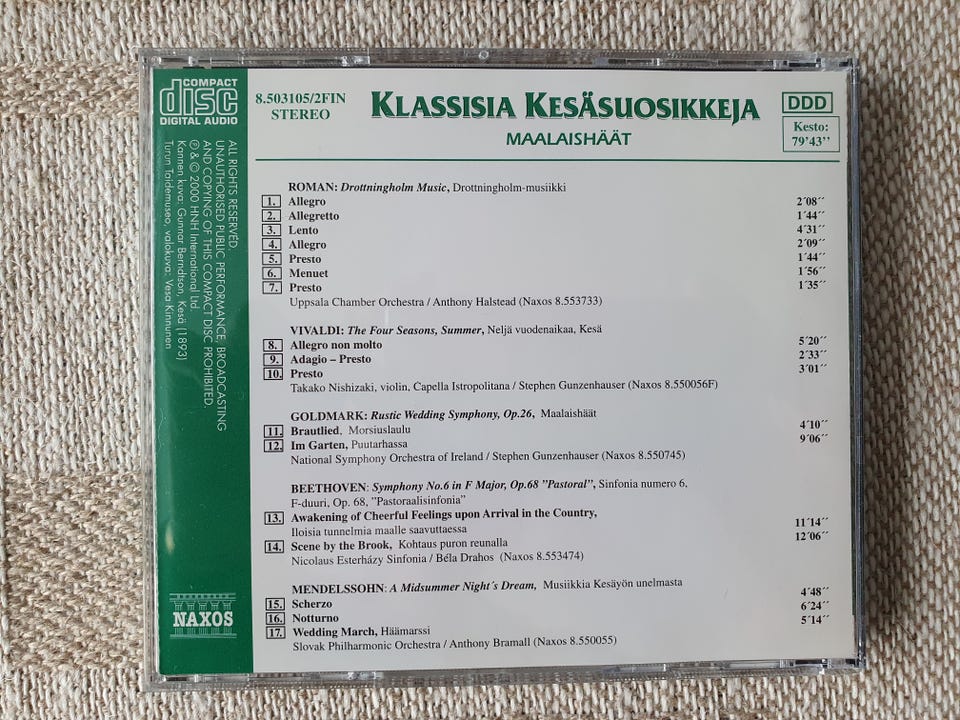 COMPACT
disc
DIGITAL AUDIO
8.503105/2FIN
STEREO
KLASSISIA KESÄSUOSIKKEJA
MAALAISHÄÄT
DDD
Kesto:
79'43''
ROMAN: Drottningholm Music, Drottningholm-musiikki
1. Allegro 2´08´´
2. Allegretto 1´44´´
3. Lento 4´31´´
4. Allegro 2´09´´
5. Presto 1´44´´
6. Menuet 1´56´´
7. Presto 1´35´´
Uppsala Chamber Orchestra / Anthony Halstead (Naxos 8.553733)
VIVALDI: The Four Seasons, Summer, Neljä vuodenaikaa, Kesä
8. Allegro non molto 5´20´´
9. Adagio – Presto 2´33´´
10. Presto 3´01´´
Takako Nishizaki, violin, Capella Istropolitana / Stephen Gunzenhauser (Naxos 8.550056F)
GOLDMARK: Rustic Wedding Symphony, Op.26, Maalaishäät
11. Brautlied, Morsiuslaulu 4´10´´
12. Im Garten, Puutarhassa 9´06´´
National Symphony Orchestra of Ireland / Stephen Gunzenhauser (Naxos 8.550745)
BEETHOVEN: Symphony No.6 in F Major, Op.68 ”Pastoral”, Sinfonia numero 6,
F-duuri, Op. 68, ”Pastoraalisinfonia”
13. Awakening of Cheerful Feelings upon Arrival in the Country,
Iloisia tunnelmia maalle saavuttaessa 11´14´´
14. Scene by the Brook, Kohtaus puron reunalla 12´06´´
Nicolaus Esterházy Sinfonia / Béla Drahos (Naxos 8.553474)
MENDELSSOHN: A Midsummer Night´s Dream, Musiikkia Kesäyön unelmasta
15. Scherzo 4´48´´
16. Notturno 6´24´´
17. Wedding March, Häämarssi 5´14´´
Slovak Philharmonic Orchestra / Anthony Bramall (Naxos 8.550055)
ALL RIGHTS RESERVED.
UNAUTHORISED PUBLIC PERFORMANCE, BROADCASTING
AND COPYING OF THIS COMPACT DISC PROHIBITED.
℗ & © 2000 HNH International Ltd.
Kannen kuva: Gunnar Berndtson, Kesä (1893)
Turun Taidemuseo, valokuva: Vesa Kinnunen
NAXOS